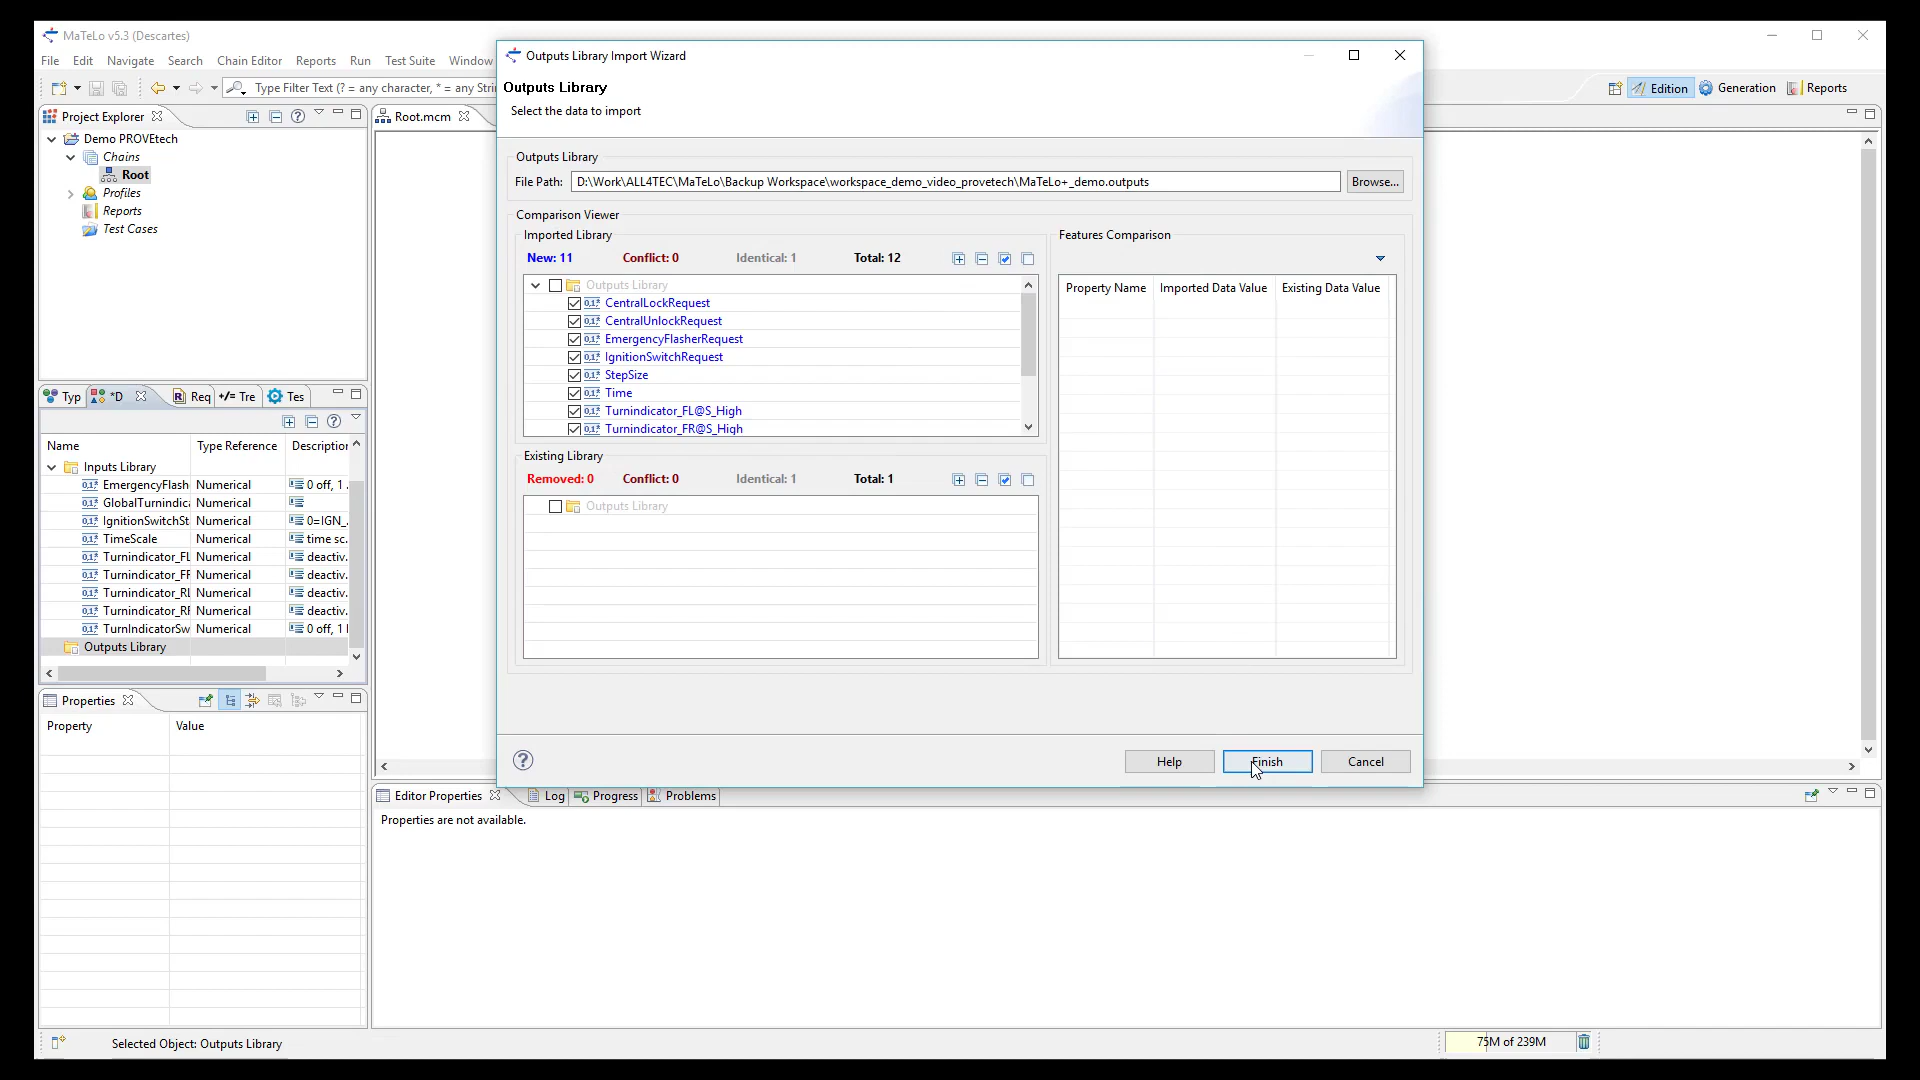 MaTeLo v5.3 (Descartes)
File Edit Navigate Search Chain Editor Reports Run Test Suite Window
Type Filter Text (? = any character, * = any Stri
Edition Generation Reports
Project Explorer
Demo PROVEtech
Chains
Root
Profiles
Reports
Test Cases
Root.mcm
Typ *D Req Tre Tes
Name Type Reference Description
Inputs Library
EmergencyFlash Numerical 0 off, 1 .
GlobalTurnindica Numerical
IgnitionSwitchSt Numerical 0=IGN_.
TimeScale Numerical time sc.
Turnindicator_FL Numerical deactiv.
Turnindicator_FF Numerical deactiv.
Turnindicator_RL Numerical deactiv.
Turnindicator_RF Numerical deactiv.
TurnIndicatorSw Numerical 0 off, 1 l
Outputs Library
Properties
Property Value
Outputs Library Import Wizard
Outputs Library
Select the data to import
Outputs Library
File Path: D:\Work\ALL4TEC\MaTeLo\Backup Workspace\workspace_demo_video_provetech\MaTeLo+_demo.outputs Browse...
Comparison Viewer
Imported Library
New: 11 Conflict: 0 Identical: 1 Total: 12
Outputs Library
CentralLockRequest
CentralUnlockRequest
EmergencyFlasherRequest
IgnitionSwitchRequest
StepSize
Time
Turnindicator_FL@S_High
Turnindicator_FR@S_High
Existing Library
Removed: 0 Conflict: 0 Identical: 1 Total: 1
Outputs Library
Features Comparison
Property Name Imported Data Value Existing Data Value
Help Finish Cancel
Editor Properties Log Progress Problems
Properties are not available.
Selected Object: Outputs Library
75M of 239M